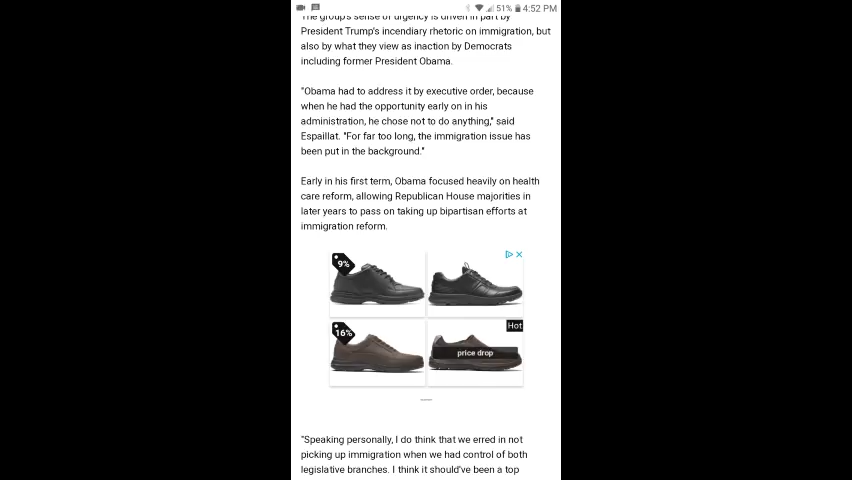 51% 4:52 PM
The group's sense of urgency is driven in part by
President Trump's incendiary rhetoric on immigration, but
also by what they view as inaction by Democrats
including former President Obama.
"Obama had to address it by executive order, because
when he had the opportunity early on in his
administration, he chose not to do anything," said
Espaillat. "For far too long, the immigration issue has
been put in the background."
Early in his first term, Obama focused heavily on health
care reform, allowing Republican House majorities in
later years to pass on taking up bipartisan efforts at
immigration reform.
9%
16%
Hot
price drop
"Speaking personally, I do think that we erred in not
picking up immigration when we had control of both
legislative branches. I think it should've been a top